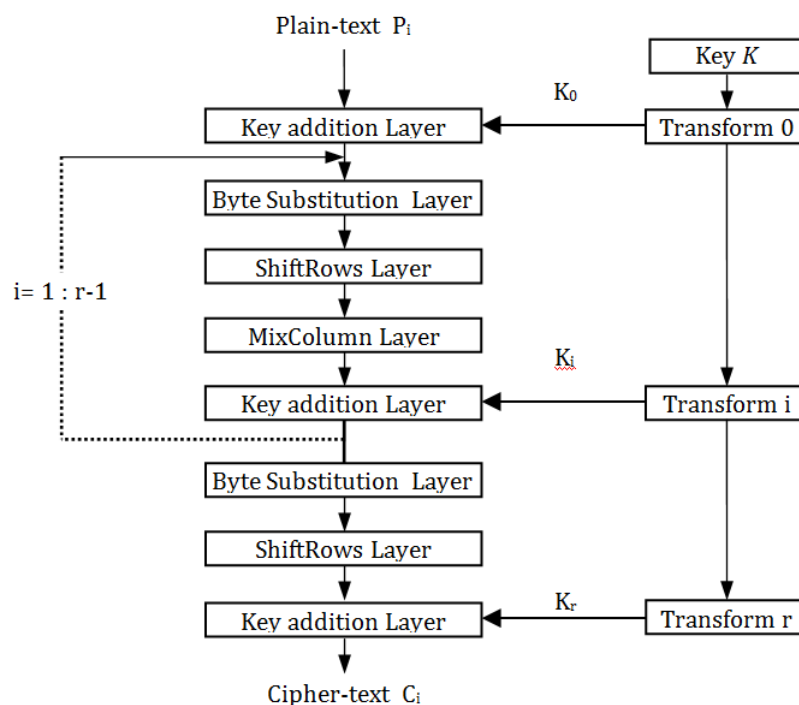 Plain-text Pᵢ
Key K
K₀
Key addition Layer
Transform 0
Byte Substitution Layer
ShiftRows Layer
i= 1 : r-1
MixColumn Layer
Kᵢ
Key addition Layer
Transform i
Byte Substitution Layer
ShiftRows Layer
Kᵣ
Key addition Layer
Transform r
Cipher-text Cᵢ